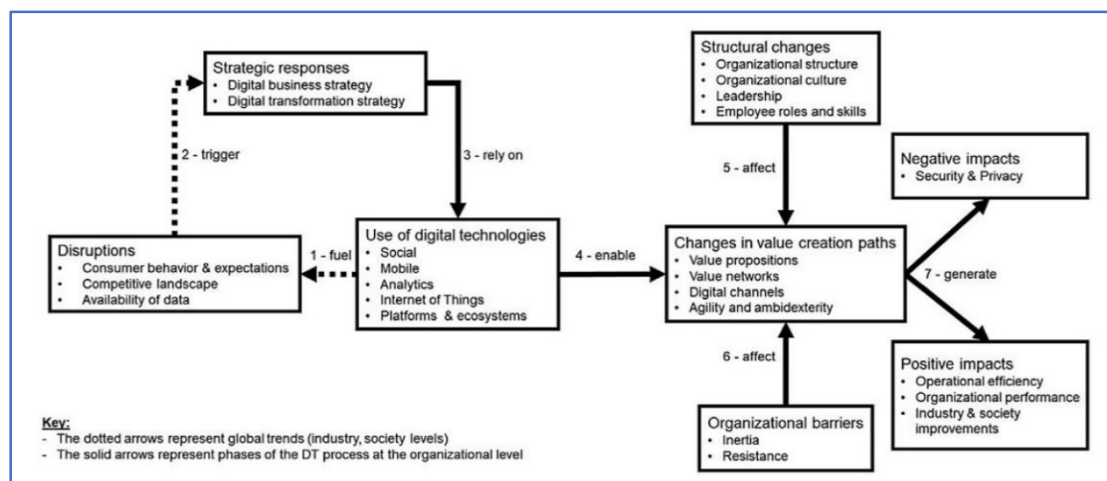 Strategic responses
• Digital business strategy
• Digital transformation strategy
2 - trigger
3 - rely on
Disruptions
• Consumer behavior & expectations
• Competitive landscape
• Availability of data
1 - fuel
Use of digital technologies
• Social
• Mobile
• Analytics
• Internet of Things
• Platforms & ecosystems
4 - enable
Structural changes
• Organizational structure
• Organizational culture
• Leadership
• Employee roles and skills
5 - affect
Changes in value creation paths
• Value propositions
• Value networks
• Digital channels
• Agility and ambidexterity
6 - affect
Organizational barriers
• Inertia
• Resistance
7 - generate
Negative impacts
• Security & Privacy
Positive impacts
• Operational efficiency
• Organizational performance
• Industry & society
improvements
Key:
- The dotted arrows represent global trends (industry, society levels)
- The solid arrows represent phases of the DT process at the organizational level